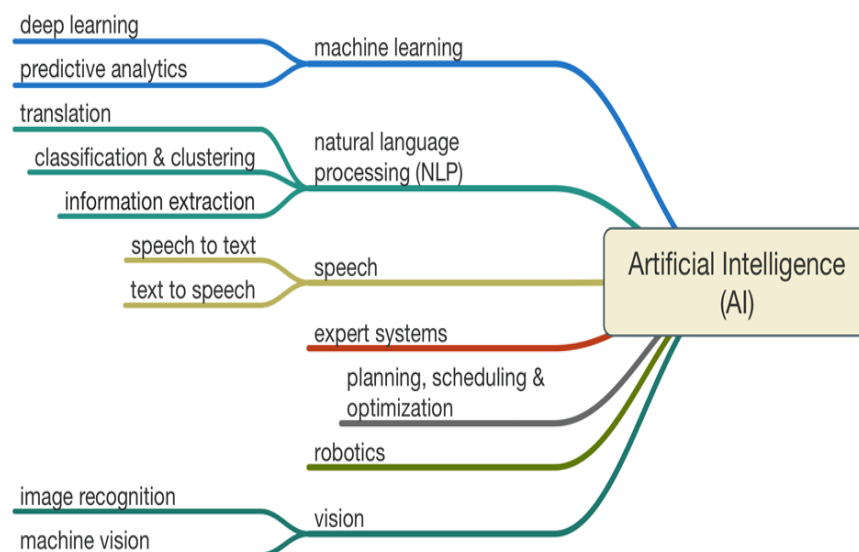 deep learning
predictive analytics
machine learning
translation
classification & clustering
information extraction
natural language
processing (NLP)
speech to text
text to speech
speech
expert systems
planning, scheduling &
optimization
robotics
image recognition
machine vision
vision
Artificial Intelligence
(AI)